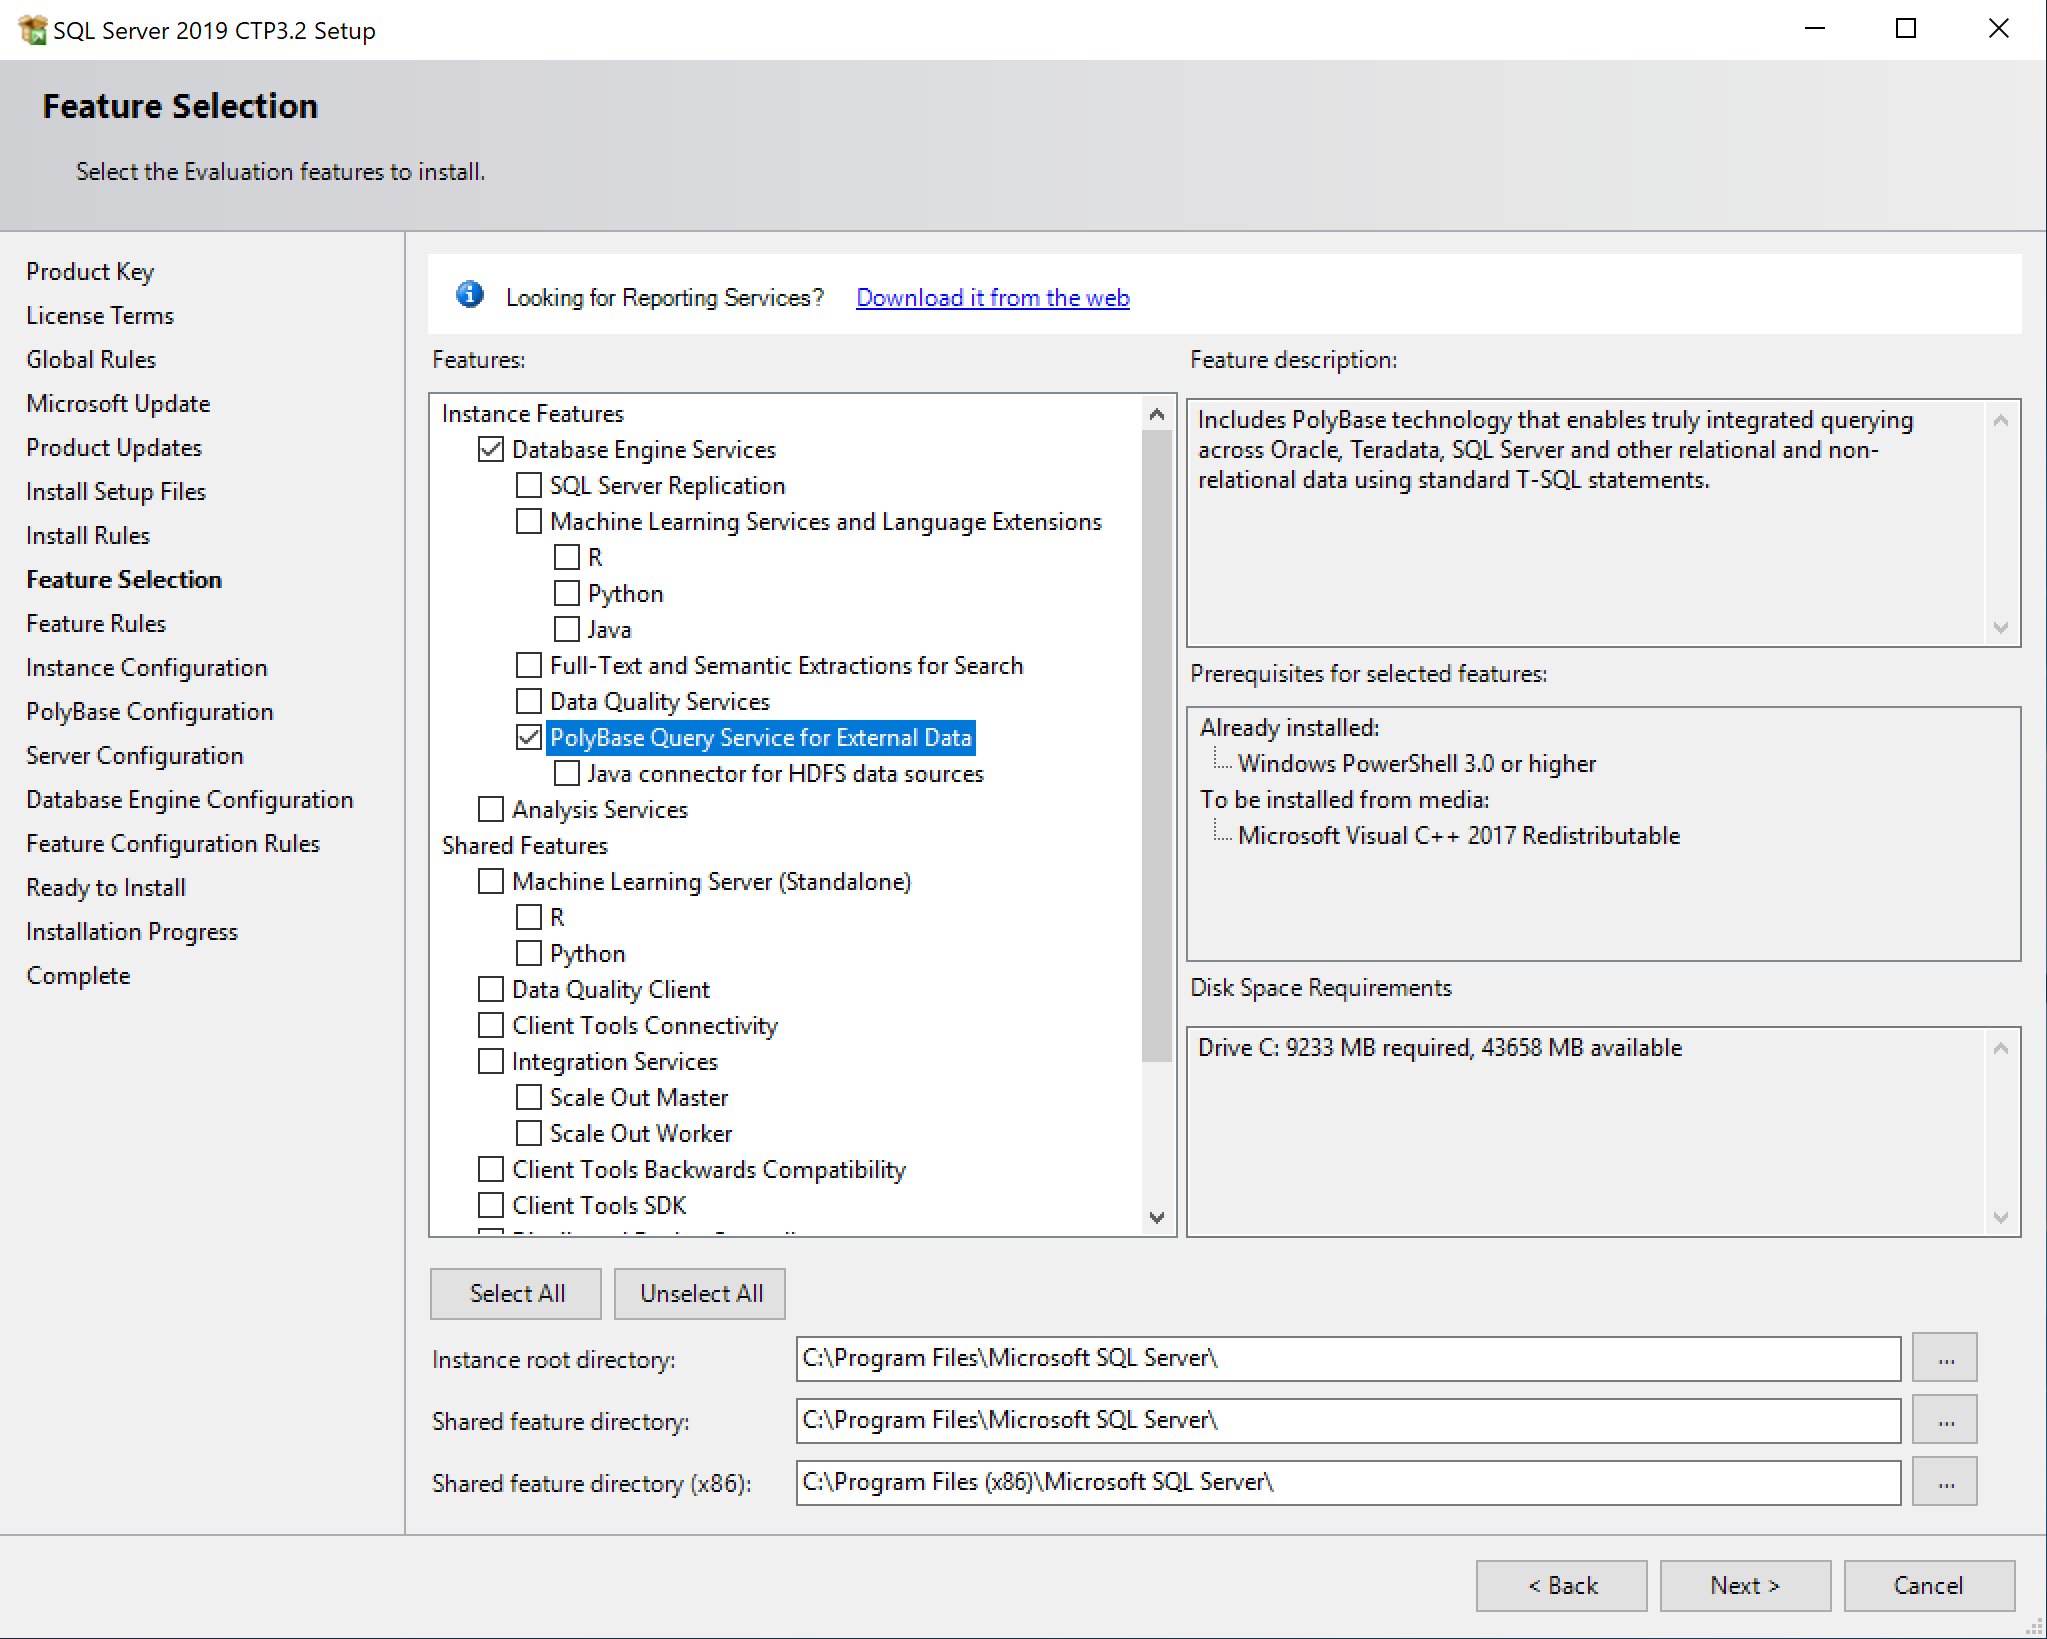 SQL Server 2019 CTP3.2 Setup
Feature Selection
Select the Evaluation features to install.
Product Key
License Terms
Global Rules
Microsoft Update
Product Updates
Install Setup Files
Install Rules
Feature Selection
Feature Rules
Instance Configuration
PolyBase Configuration
Server Configuration
Database Engine Configuration
Feature Configuration Rules
Ready to Install
Installation Progress
Complete
Looking for Reporting Services? Download it from the web
Features:
Instance Features
Database Engine Services
SQL Server Replication
Machine Learning Services and Language Extensions
R
Python
Java
Full-Text and Semantic Extractions for Search
Data Quality Services
PolyBase Query Service for External Data
Java connector for HDFS data sources
Analysis Services
Shared Features
Machine Learning Server (Standalone)
R
Python
Data Quality Client
Client Tools Connectivity
Integration Services
Scale Out Master
Scale Out Worker
Client Tools Backwards Compatibility
Client Tools SDK
Feature description:
Includes PolyBase technology that enables truly integrated querying
across Oracle, Teradata, SQL Server and other relational and non-
relational data using standard T-SQL statements.
Prerequisites for selected features:
Already installed:
Windows PowerShell 3.0 or higher
To be installed from media:
Microsoft Visual C++ 2017 Redistributable
Disk Space Requirements
Drive C: 9233 MB required, 43658 MB available
Select All
Unselect All
Instance root directory:
C:\Program Files\Microsoft SQL Server\
...
Shared feature directory:
C:\Program Files\Microsoft SQL Server\
...
Shared feature directory (x86):
C:\Program Files (x86)\Microsoft SQL Server\
...
< Back
Next >
Cancel